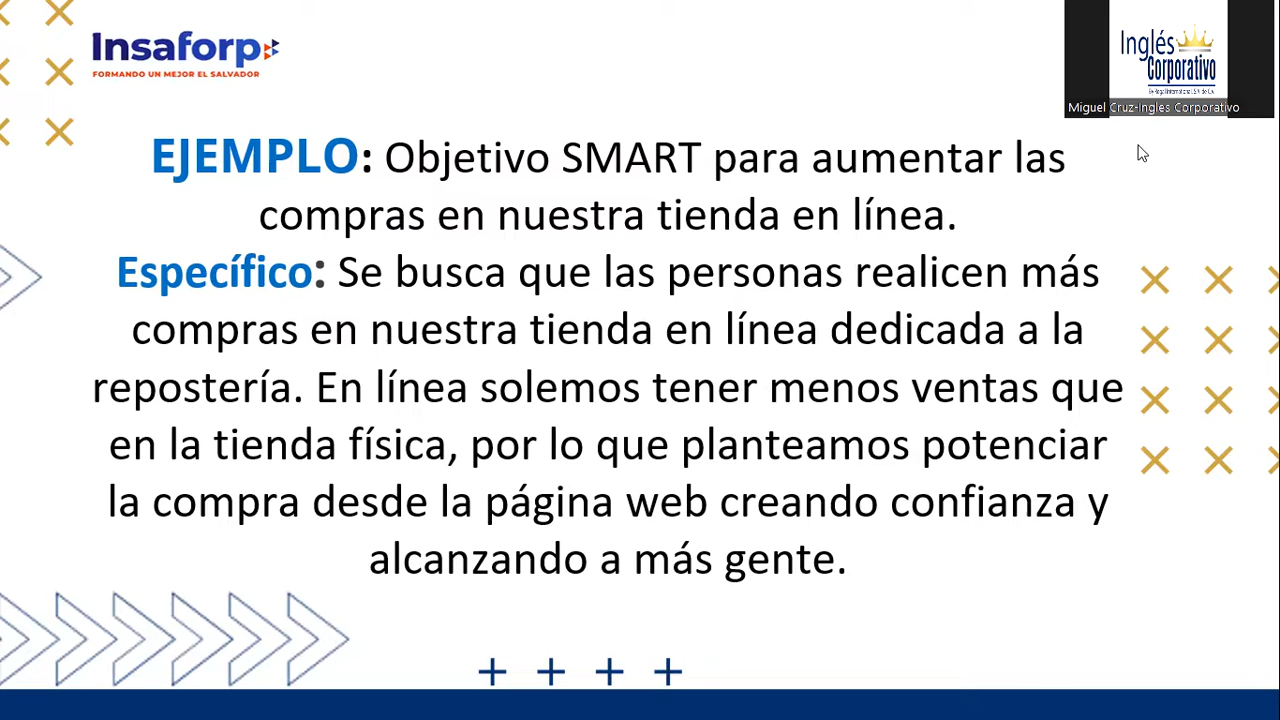 Insaforp
FORMANDO UN MEJOR EL SALVADOR
Inglés
Corporativo
Miguel Cruz-Ingles Corporativo
EJEMPLO: Objetivo SMART para aumentar las
compras en nuestra tienda en línea.
Específico: Se busca que las personas realicen más
compras en nuestra tienda en línea dedicada a la
repostería. En línea solemos tener menos ventas que
en la tienda física, por lo que planteamos potenciar
la compra desde la página web creando confianza y
alcanzando a más gente.